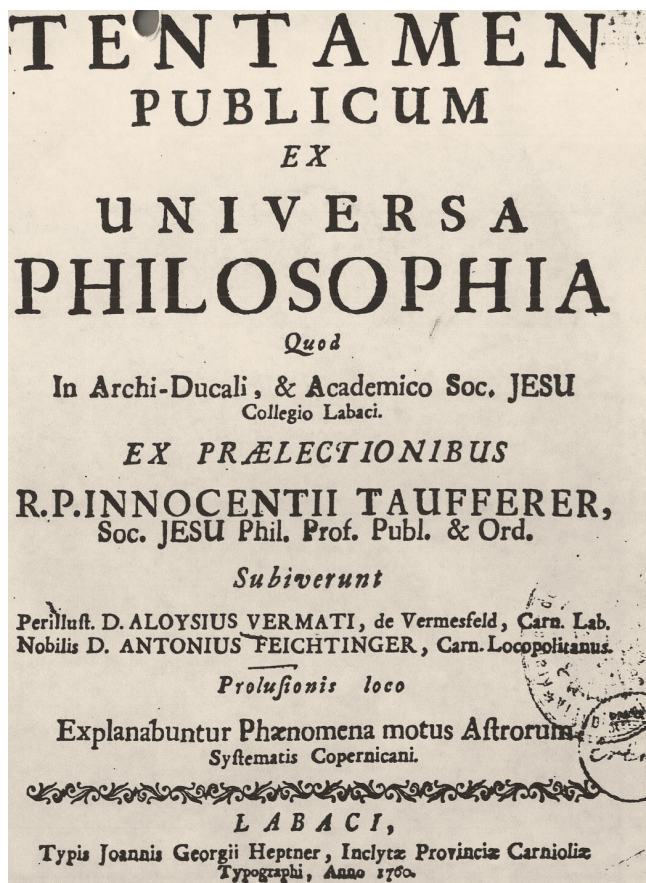 TENTAMEN
PUBLICUM
EX
UNIVERSA
PHILOSOPHIA
Quod
In Archi-Ducali, & Academico Soc. JESU
Collegio Labaci.
EX PRÆLECTIONIBUS
R.P.INNOCENTII TAUFFERER,
Soc. JESU Phil. Prof. Publ. & Ord.
Subiverunt
Perilluſt. D. ALOYSIUS VERMATI, de Vermesfeld, Carn. Lab.
Nobilis D. ANTONIUS FEICHTINGER, Carn. Locopolitanus.
Proluſionis loco
Explanabuntur Phænomena motus Aſtrorum
Syſtematis Copernicani.
LABACI,
Typis Joannis Georgii Heptner, Inclytæ Provinciæ Carnioliæ
Typographi, Anno 1760.